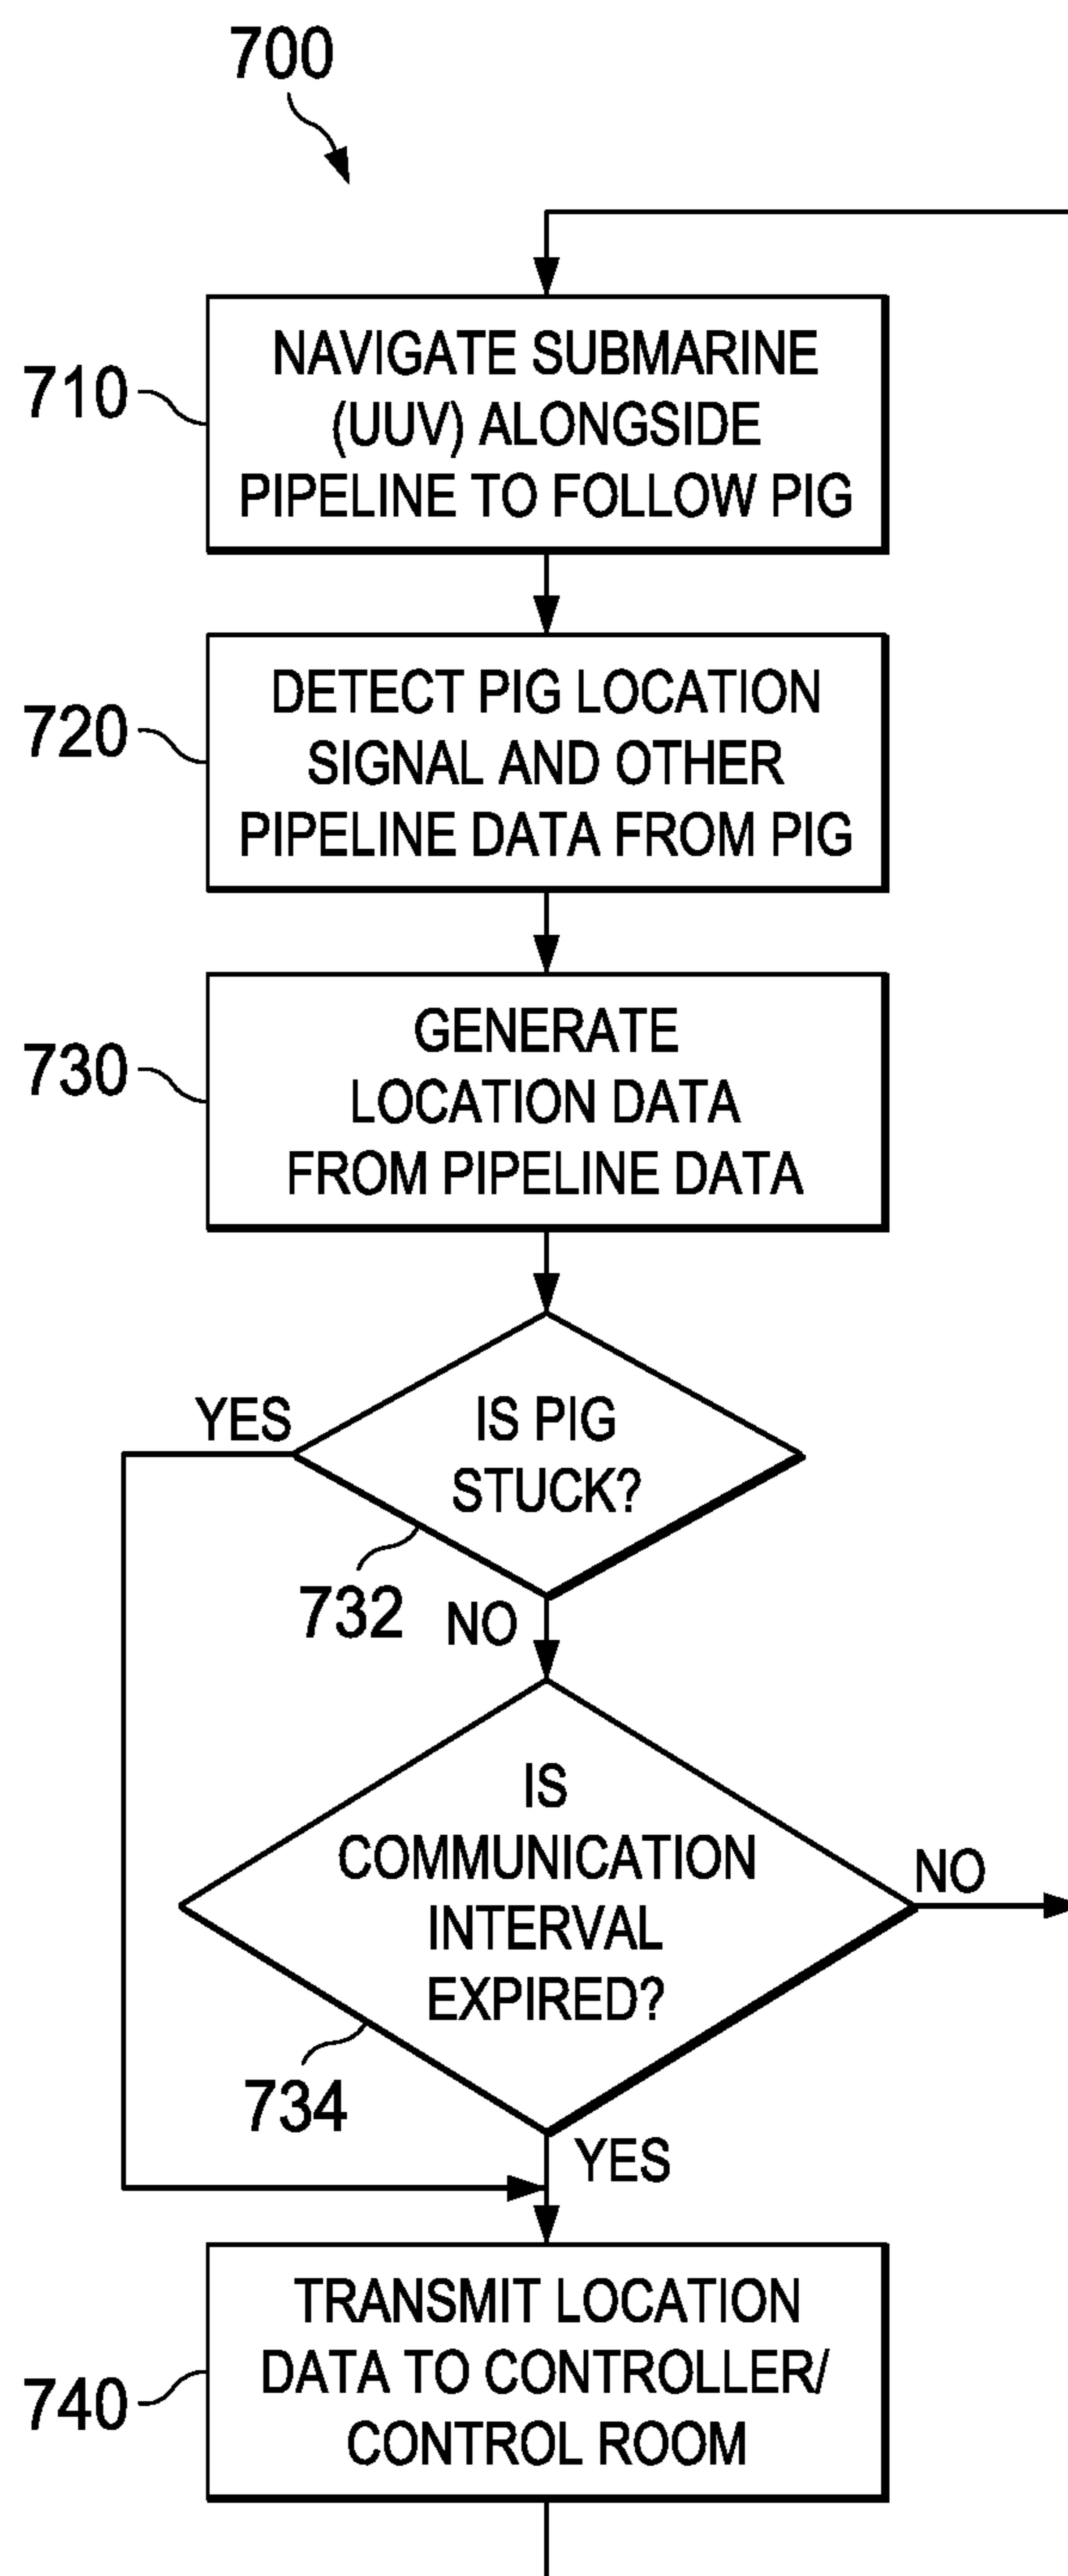 700
710
NAVIGATE SUBMARINE
(UUV) ALONGSIDE
PIPELINE TO FOLLOW PIG
720
DETECT PIG LOCATION
SIGNAL AND OTHER
PIPELINE DATA FROM PIG
730
GENERATE
LOCATION DATA
FROM PIPELINE DATA
YES
IS PIG
STUCK?
732
NO
IS
COMMUNICATION
INTERVAL
EXPIRED?
NO
734
YES
740
TRANSMIT LOCATION
DATA TO CONTROLLER/
CONTROL ROOM